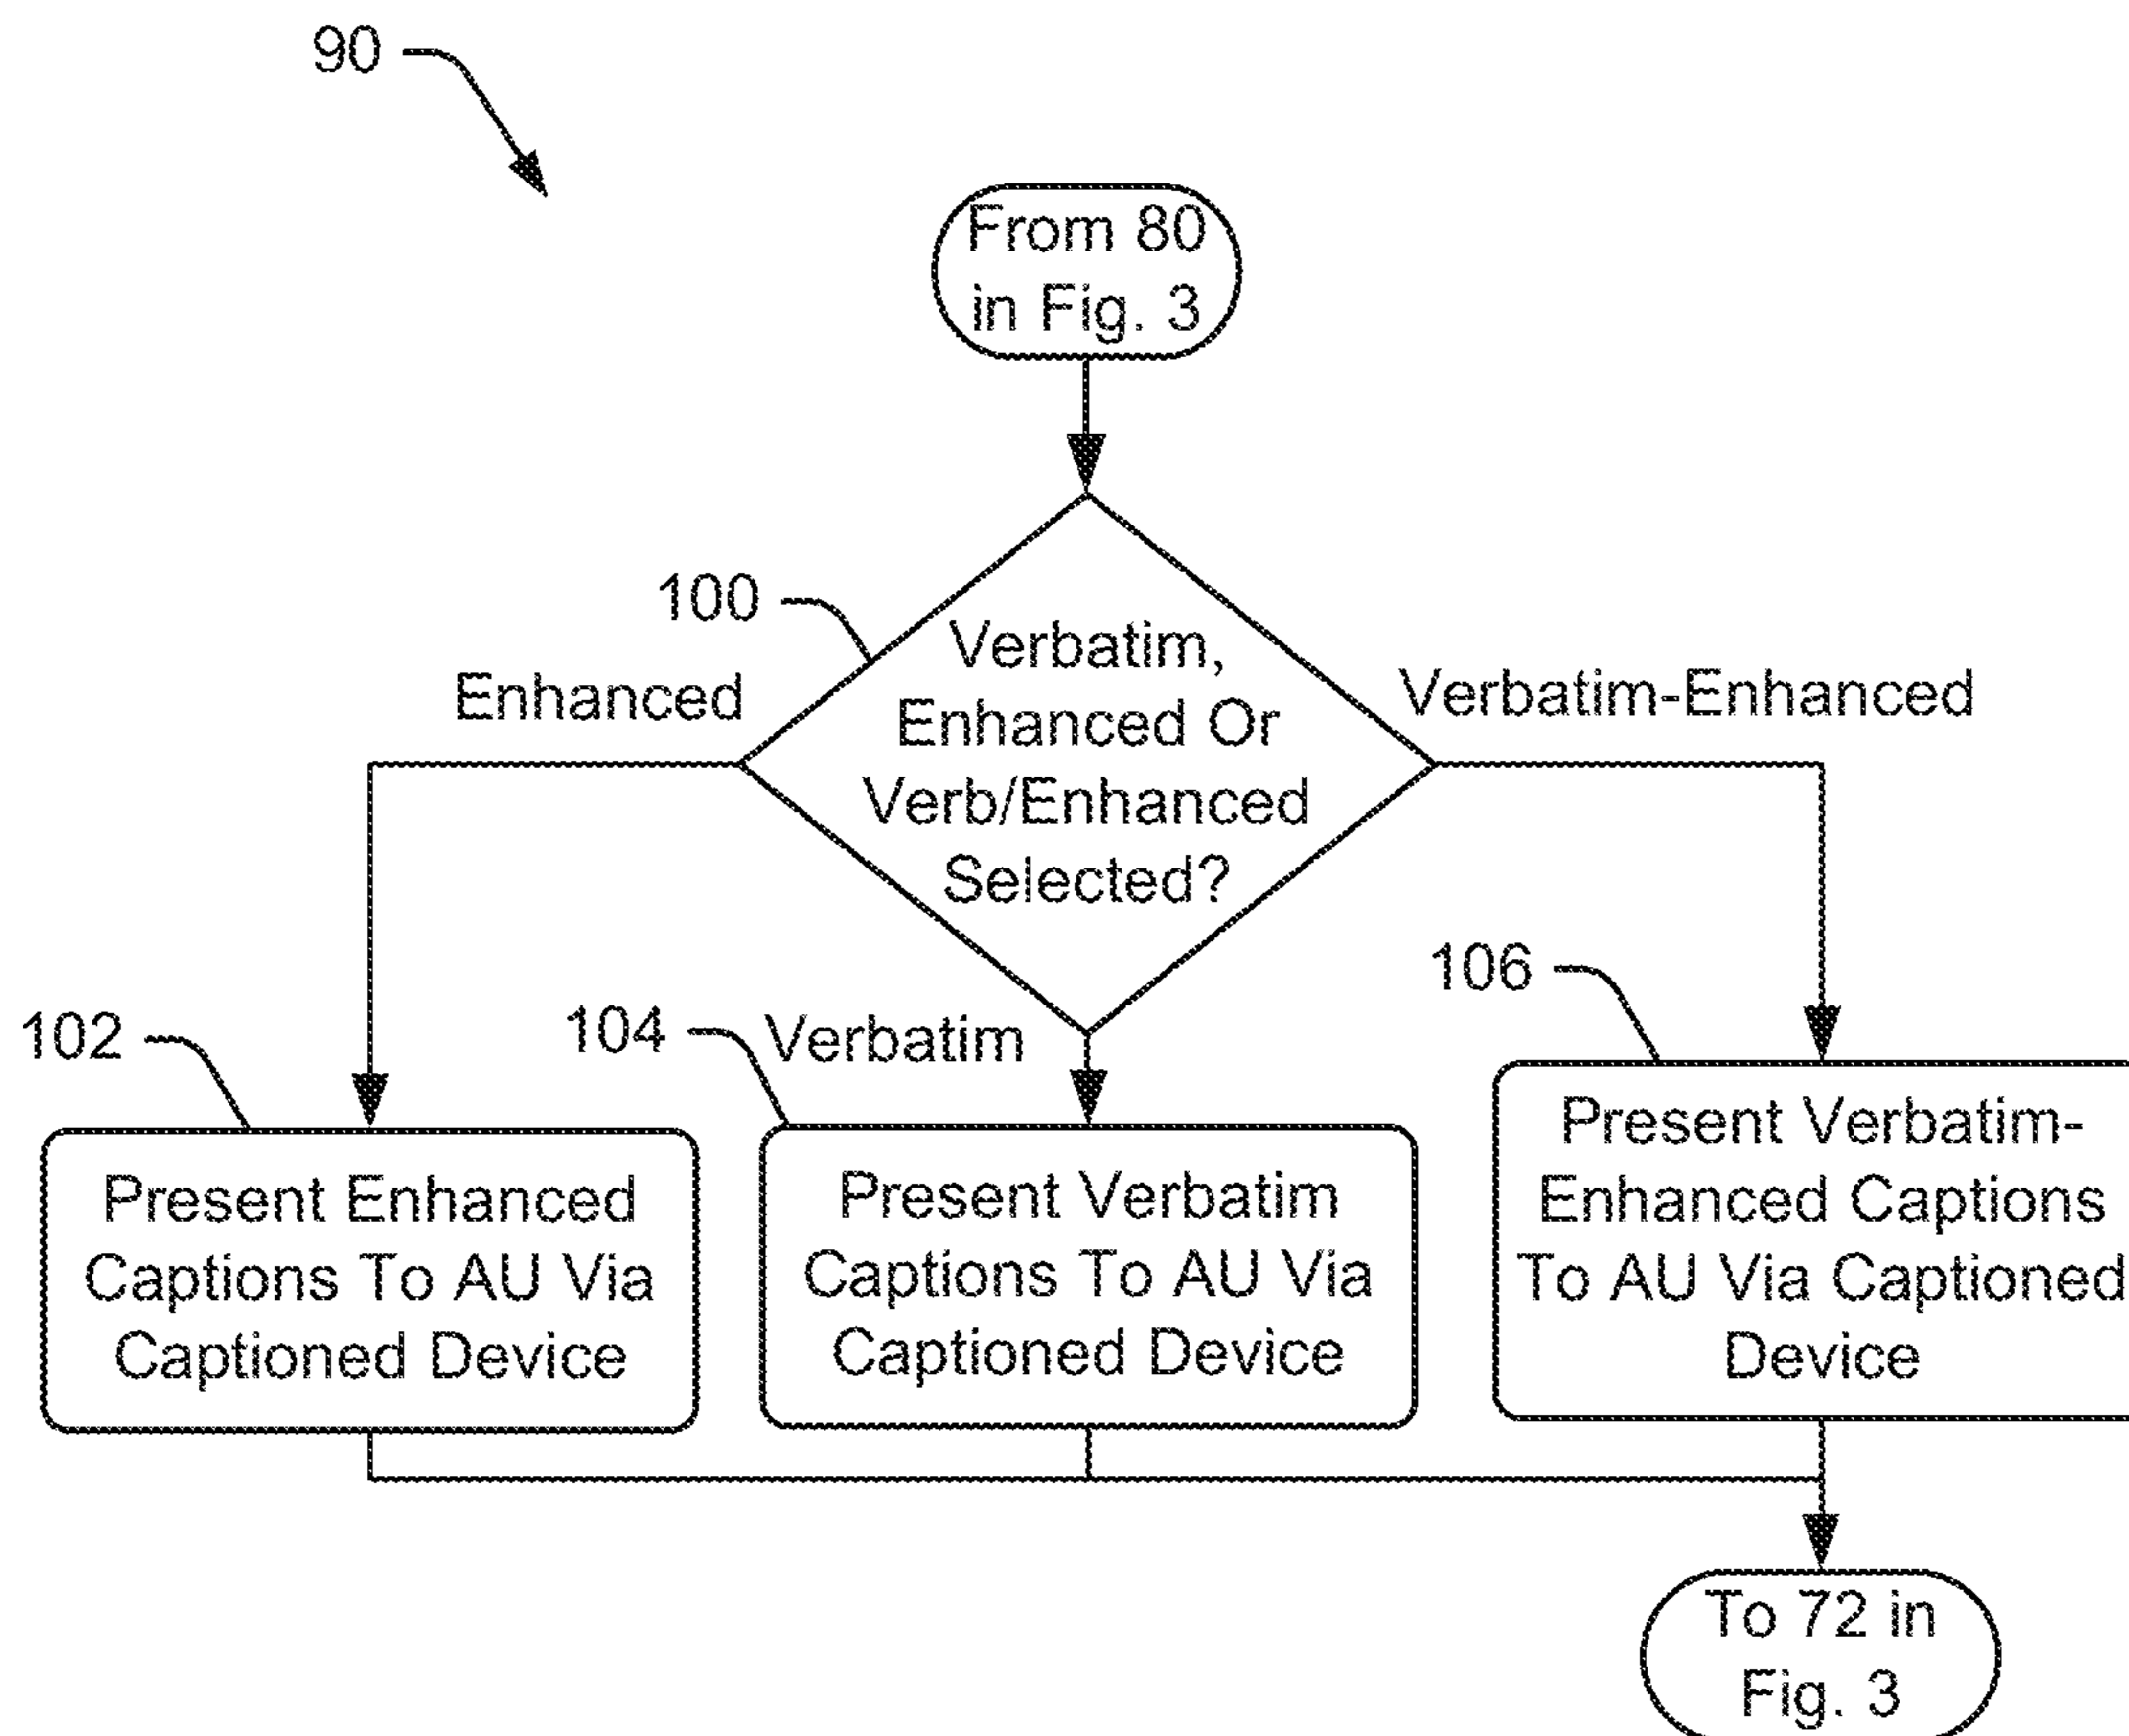 90
From 80
in Fig. 3
100
Verbatim,
Enhanced Or
Verb/Enhanced
Selected?
Enhanced
Verbatim-Enhanced
102
104
Verbatim
106
Present Enhanced
Captions To AU Via
Captioned Device
Present Verbatim
Captions To AU Via
Captioned Device
Present Verbatim-
Enhanced Captions
To AU Via Captioned
Device
To 72 in
Fig. 3